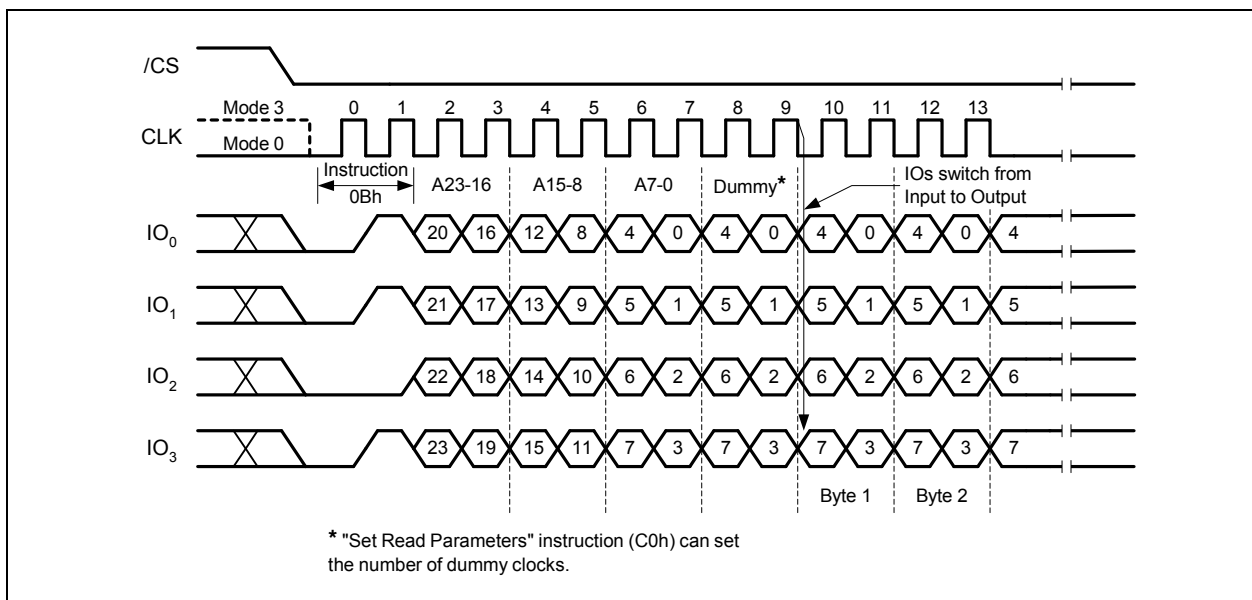 /CS
Mode 3 0 1 2 3 4 5 6 7 8 9 10 11 12 13
CLK
Mode 0
Instruction
0Bh
A23-16 A15-8 A7-0 Dummy*
IOs switch from
Input to Output
IO0 20 16 12 8 4 0 4 0 4 0 4 0 4
IO1 21 17 13 9 5 1 5 1 5 1 5 1 5
IO2 22 18 14 10 6 2 6 2 6 2 6 2 6
IO3 23 19 15 11 7 3 7 3 7 3 7 3 7
Byte 1 Byte 2
* "Set Read Parameters" instruction (C0h) can set
the number of dummy clocks.